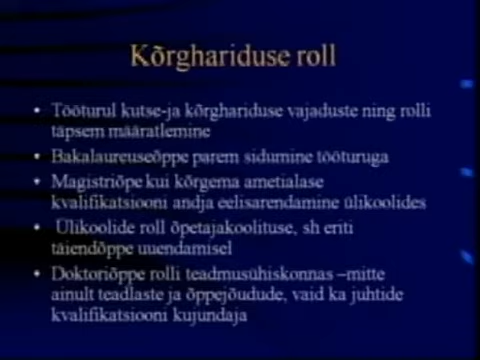 Kõrghariduse roll
• Tööturul kutse-ja kõrghariduse vajaduste ning rolli
täpsem määratlemine
• Bakalaureuseõppe parem sidumine tööturuga
• Magistriõpe kui kõrgema ametialase
kvalifikatsiooni andja eelisarendamine ülikoolides
• Ülikoolide roll õpetajakoolituse, sh eriti
täiendõppe uuendamisel
• Doktoriõppe rolli teadmusühiskonnas –mitte
ainult teadlaste ja õppejõudude, vaid ka juhtide
kvalifikatsiooni kujundaja